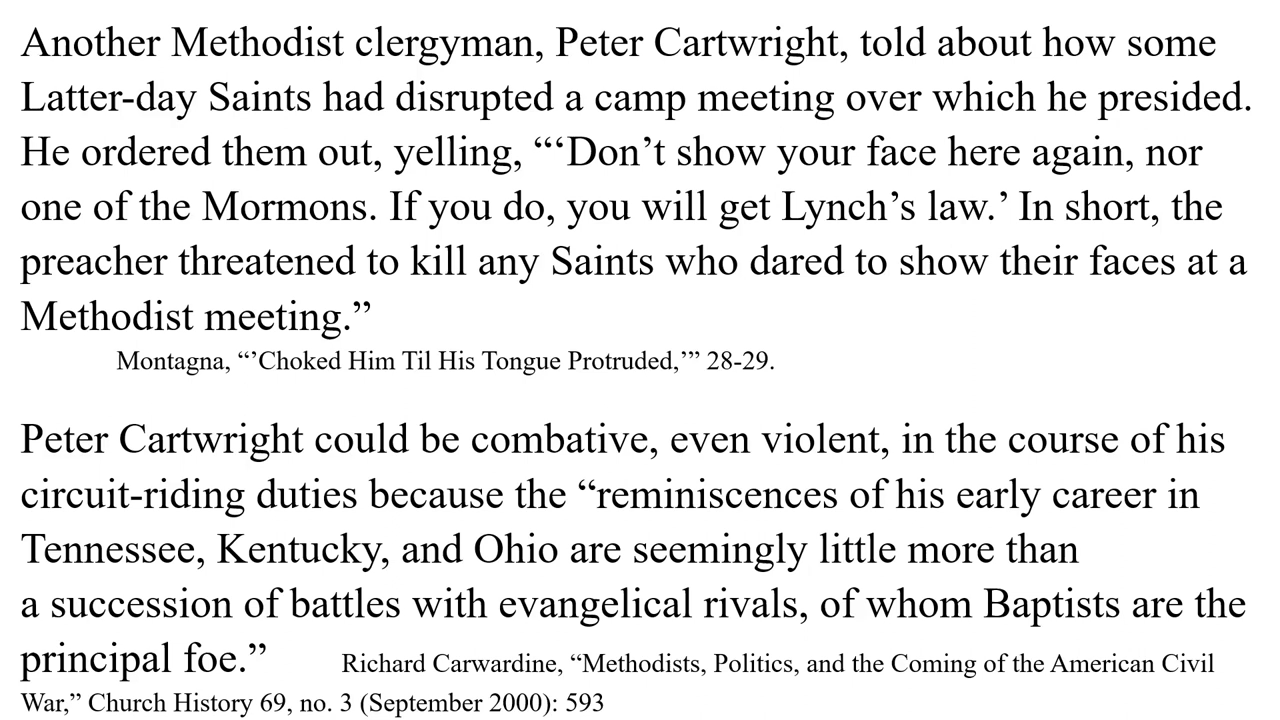 Another Methodist clergyman, Peter Cartwright, told about how some
Latter-day Saints had disrupted a camp meeting over which he presided.
He ordered them out, yelling, “‘Don’t show your face here again, nor
one of the Mormons. If you do, you will get Lynch’s law.’ In short, the
preacher threatened to kill any Saints who dared to show their faces at a
Methodist meeting.”
Montagna, “’Choked Him Til His Tongue Protruded,’” 28-29.
Peter Cartwright could be combative, even violent, in the course of his
circuit-riding duties because the “reminiscences of his early career in
Tennessee, Kentucky, and Ohio are seemingly little more than
a succession of battles with evangelical rivals, of whom Baptists are the
principal foe.” Richard Carwardine, “Methodists, Politics, and the Coming of the American Civil
War,” Church History 69, no. 3 (September 2000): 593